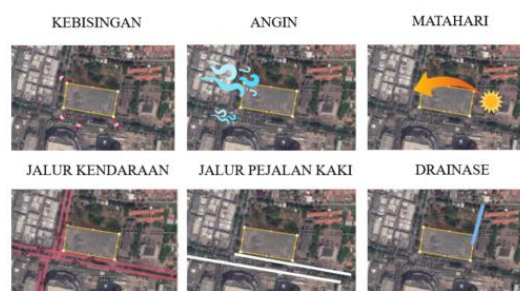 KEBISINGAN
ANGIN
MATAHARI
JALUR KENDARAAN
JALUR PEJALAN KAKI
DRAINASE